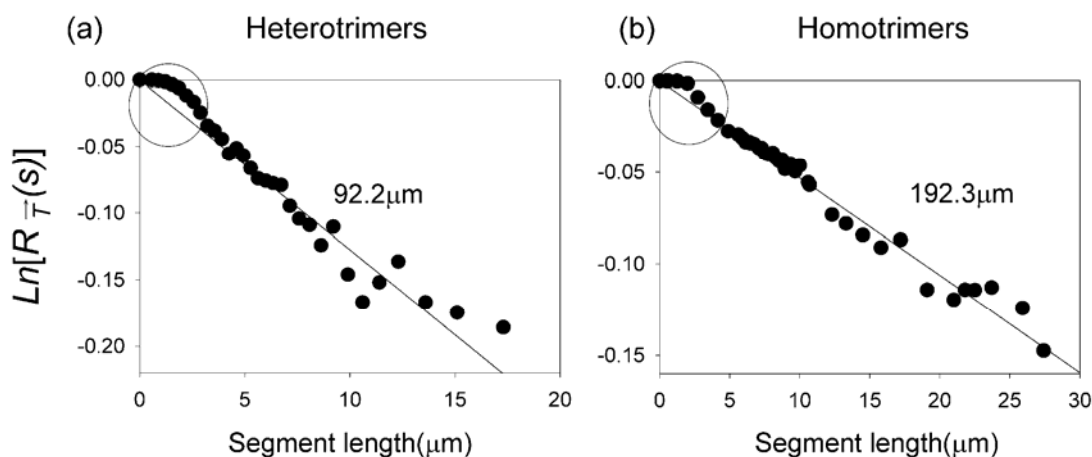 (a) Heterotrimers
(b) Homotrimers
Ln[R T⃗ (s)]
0.00
-0.05
-0.10
-0.15
-0.20
92.2μm
0 5 10 15 20
Segment length(μm)
0.00
-0.05
-0.10
-0.15
192.3μm
0 5 10 15 20 25 30
Segment length(μm)